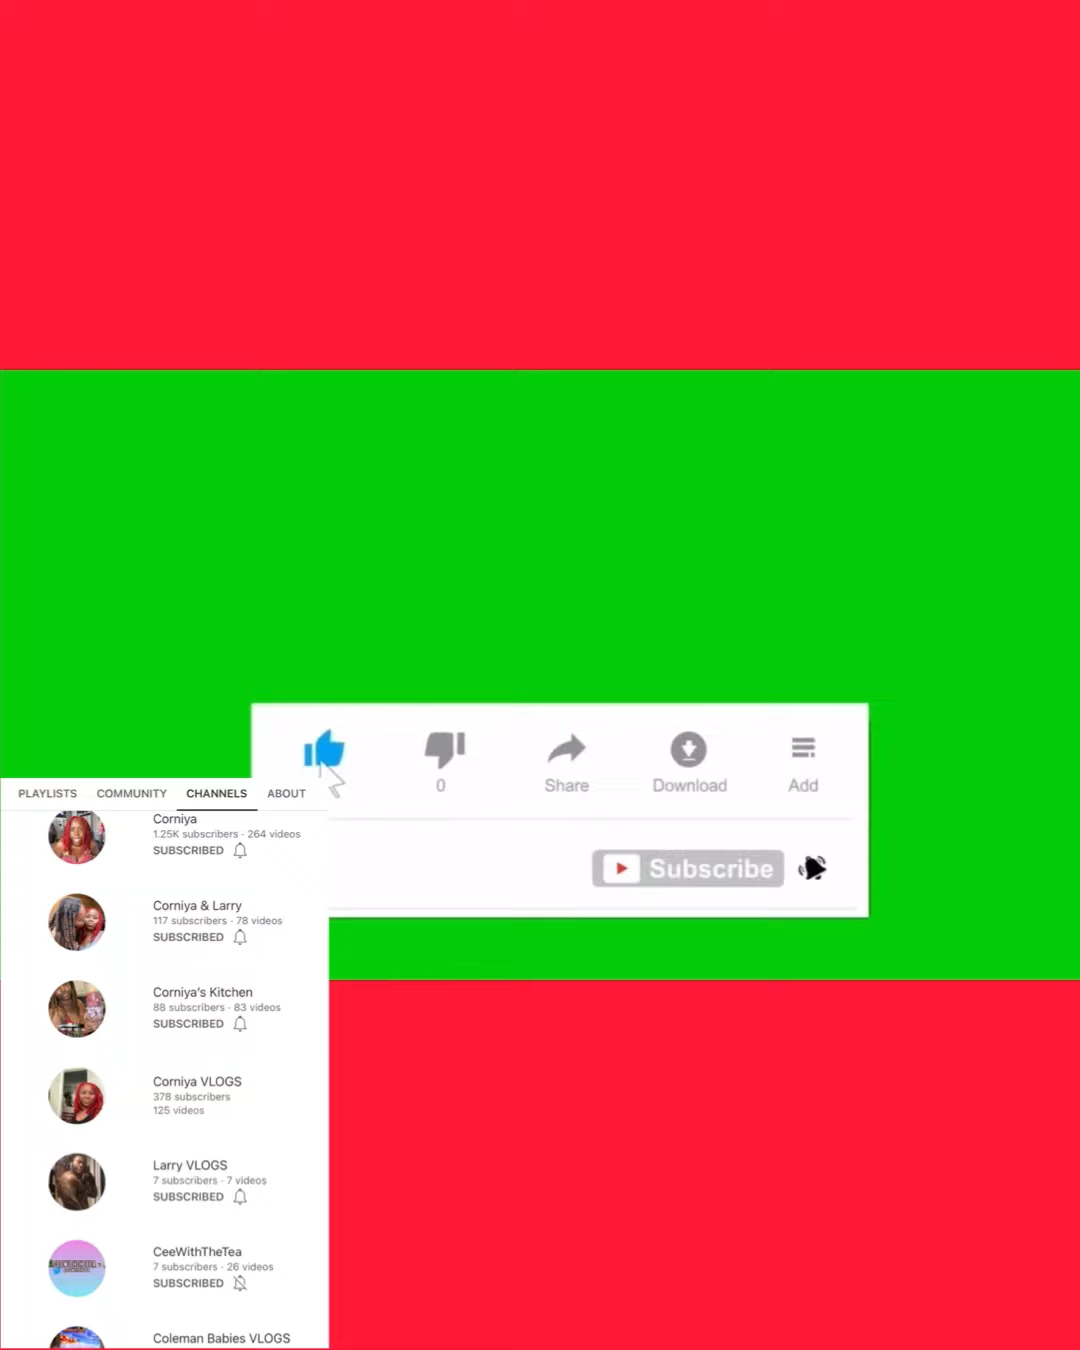 0
Share
Download
Add
Subscribe
PLAYLISTS COMMUNITY CHANNELS ABOUT
Corniya
1.25K subscribers · 264 videos
SUBSCRIBED
Corniya & Larry
117 subscribers · 78 videos
SUBSCRIBED
Corniya's Kitchen
88 subscribers · 83 videos
SUBSCRIBED
Corniya VLOGS
378 subscribers
125 videos
Larry VLOGS
7 subscribers · 7 videos
SUBSCRIBED
CeeWithTheTea
7 subscribers · 26 videos
SUBSCRIBED
Coleman Babies VLOGS